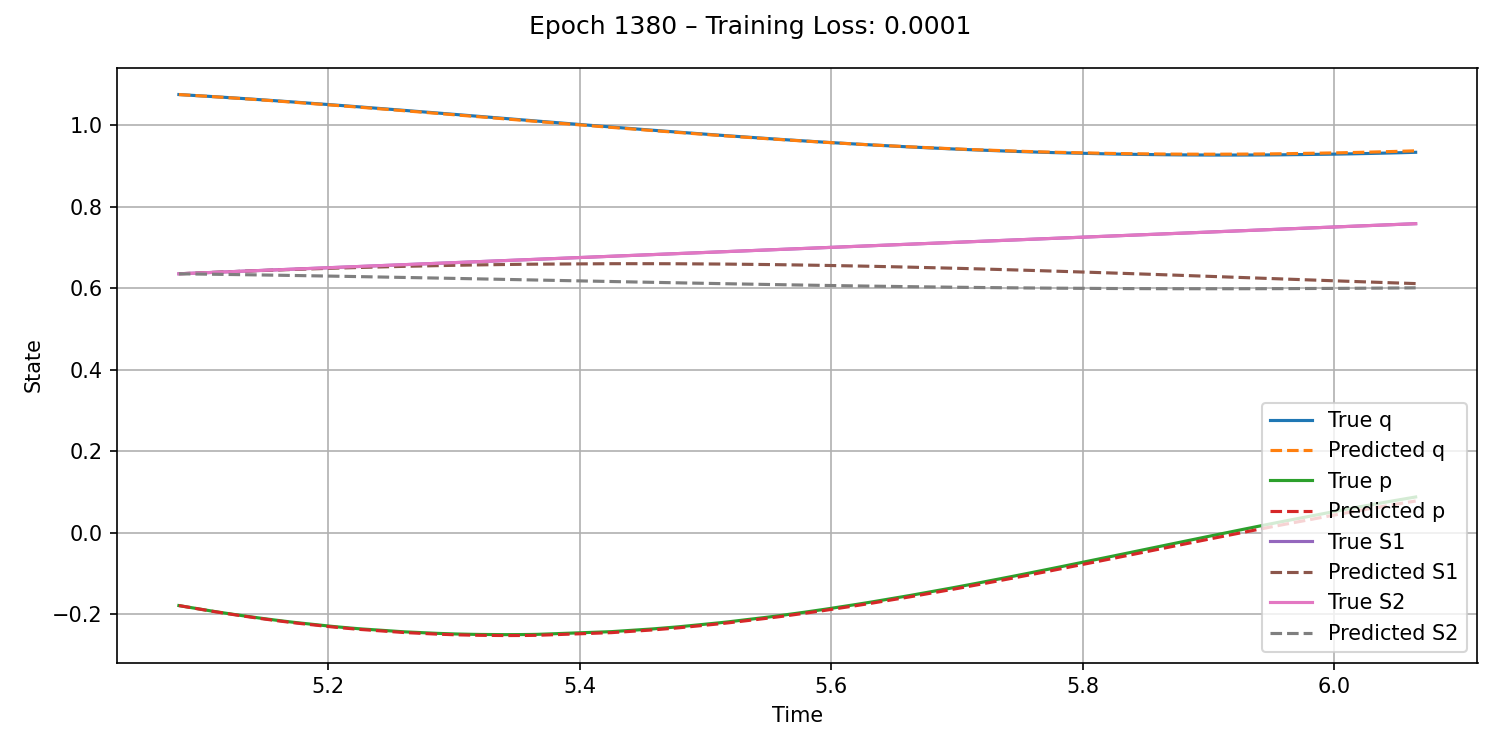 Epoch 1380 – Training Loss: 0.0001
1.0
0.8
0.6
0.4
0.2
0.0
−0.2
State
5.2 5.4 5.6 5.8 6.0
Time
True q
Predicted q
True p
Predicted p
True S1
Predicted S1
True S2
Predicted S2